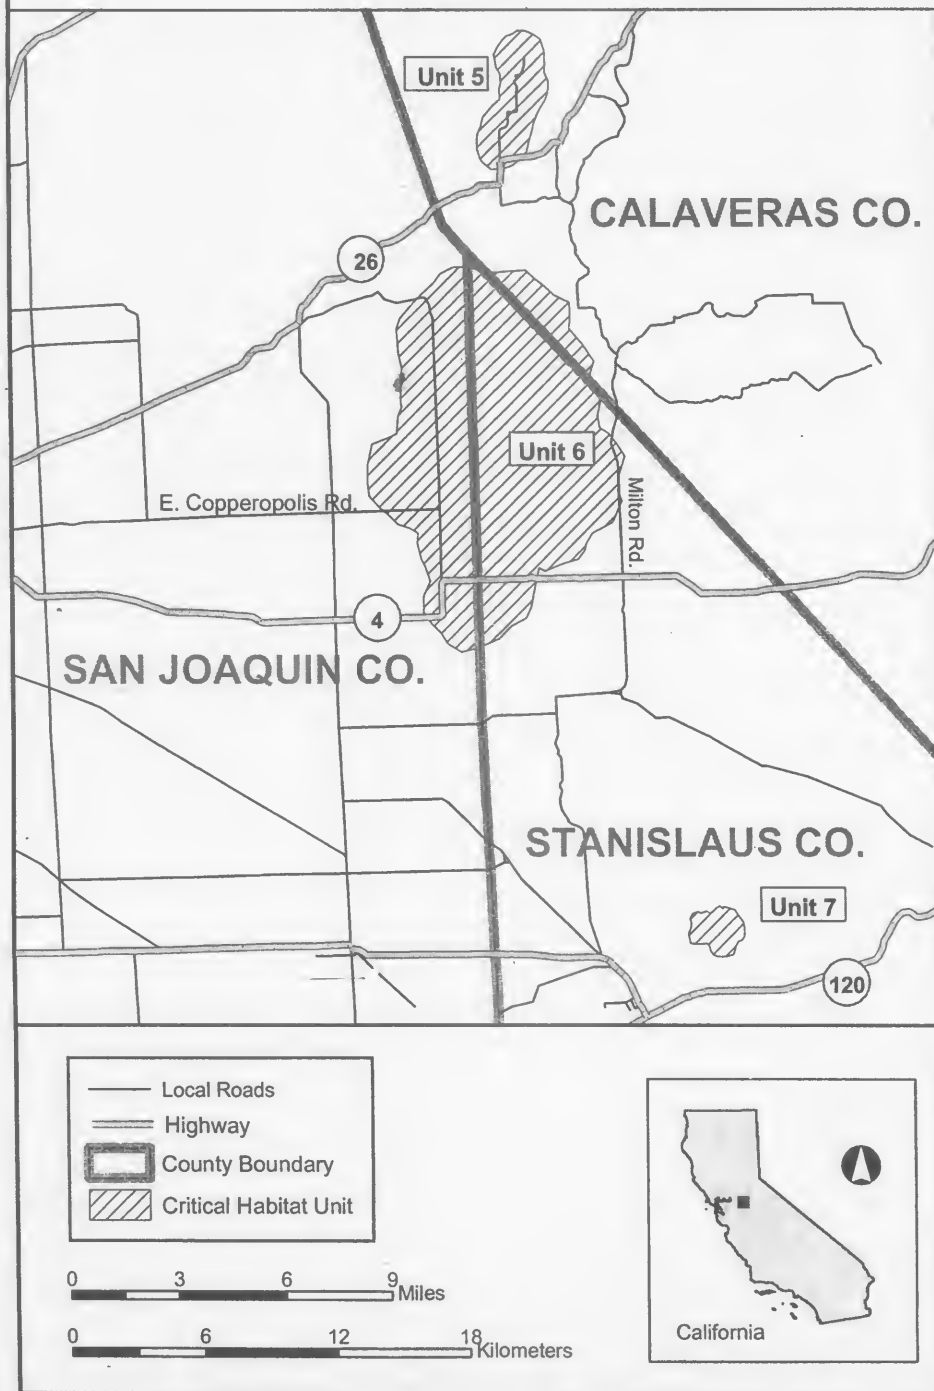 Unit 5
CALAVERAS CO.
26
Unit 6
E. Copperopolis Rd.
Milton Rd.
4
SAN JOAQUIN CO.
STANISLAUS CO.
Unit 7
120
Local Roads
Highway
County Boundary
Critical Habitat Unit
0 3 6 9
Miles
0 6 12 18
Kilometers
California